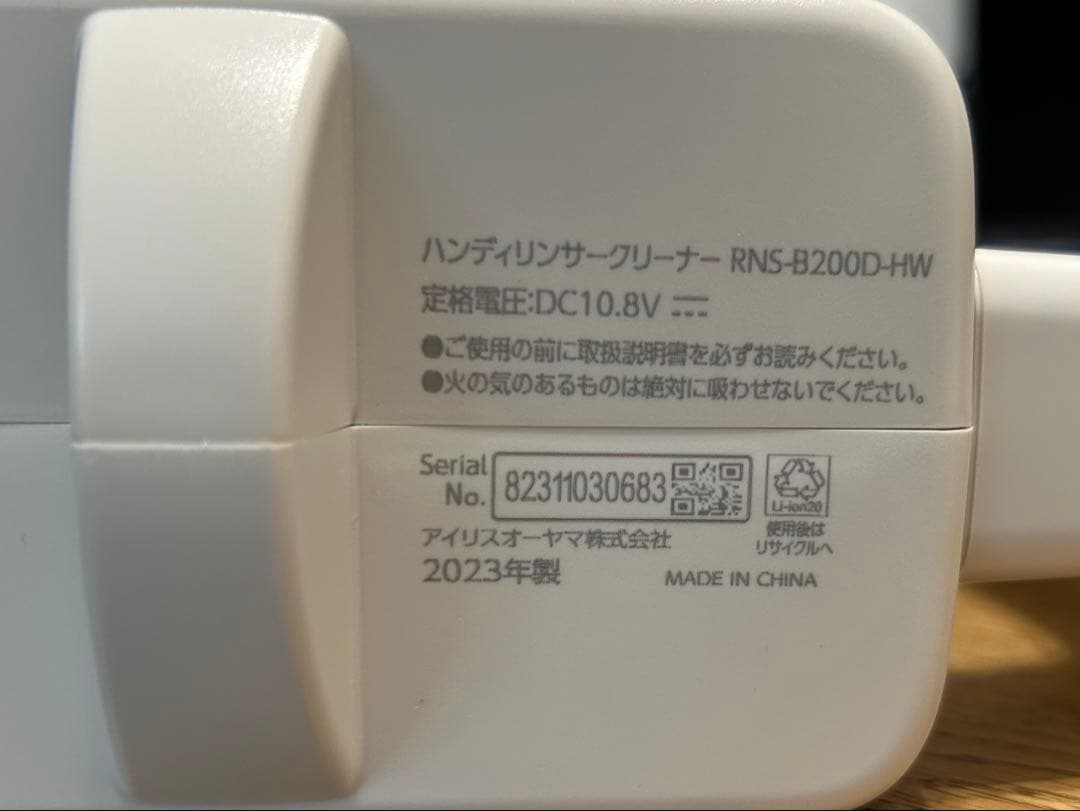 ハンディリンサークリーナー RNS-B200D-HW
定格電圧:DC10.8V
●ご使用の前に取扱説明書を必ずお読みください。
●火の気のあるものは絶対に吸わせないでください。
Serial No. 82311030683
Li-ion20
使用後は
リサイクルへ
アイリスオーヤマ株式会社
2023年製
MADE IN CHINA